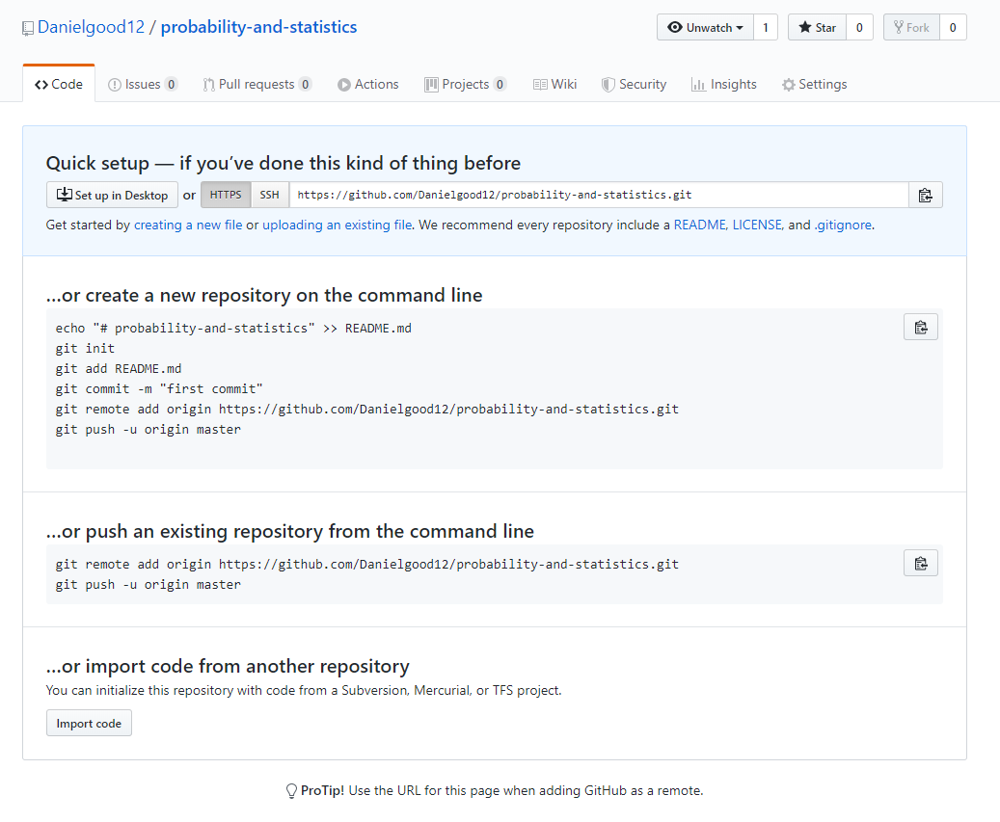 Danielgood12 / probability-and-statistics
Unwatch 1 Star 0 Fork 0
Code Issues 0 Pull requests 0 Actions Projects 0 Wiki Security Insights Settings
Quick setup — if you’ve done this kind of thing before
Set up in Desktop or HTTPS SSH https://github.com/Danielgood12/probability-and-statistics.git
Get started by creating a new file or uploading an existing file. We recommend every repository include a README, LICENSE, and .gitignore.
…or create a new repository on the command line
echo "# probability-and-statistics" >> README.md
git init
git add README.md
git commit -m "first commit"
git remote add origin https://github.com/Danielgood12/probability-and-statistics.git
git push -u origin master
…or push an existing repository from the command line
git remote add origin https://github.com/Danielgood12/probability-and-statistics.git
git push -u origin master
…or import code from another repository
You can initialize this repository with code from a Subversion, Mercurial, or TFS project.
Import code
ProTip! Use the URL for this page when adding GitHub as a remote.